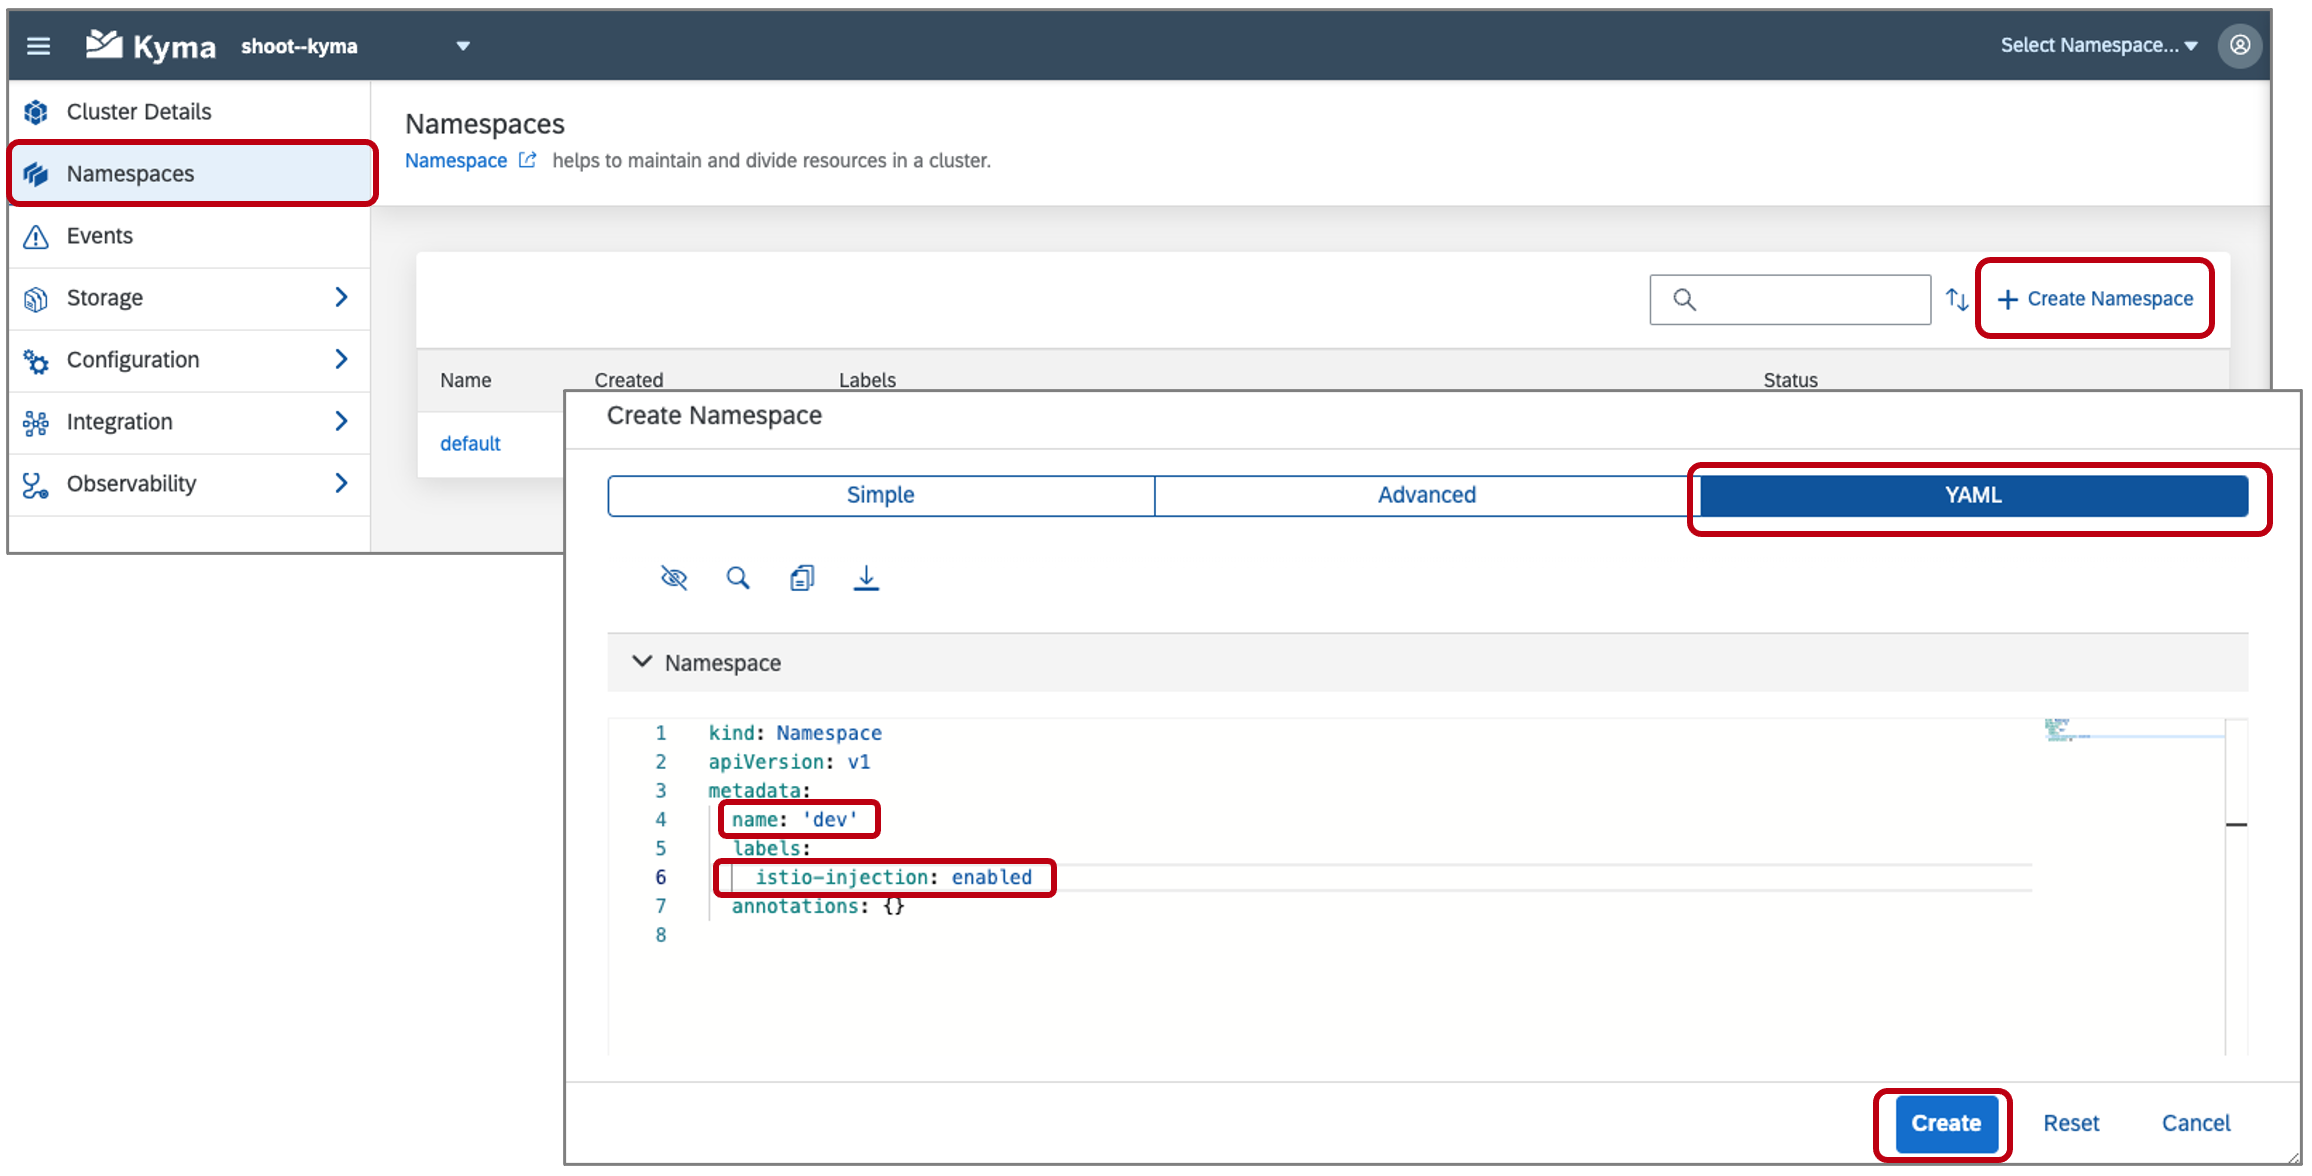 Kyma shoot--kyma Select Namespace...
Cluster Details
Namespaces
Events
Storage
Configuration
Integration
Observability
Namespaces
Namespace helps to maintain and divide resources in a cluster.
+ Create Namespace
Name Created Labels Status
default
Create Namespace
Simple Advanced YAML
Namespace
1 kind: Namespace
2 apiVersion: v1
3 metadata:
4 name: 'dev'
5 labels:
6 istio-injection: enabled
7 annotations: {}
8
Create Reset Cancel